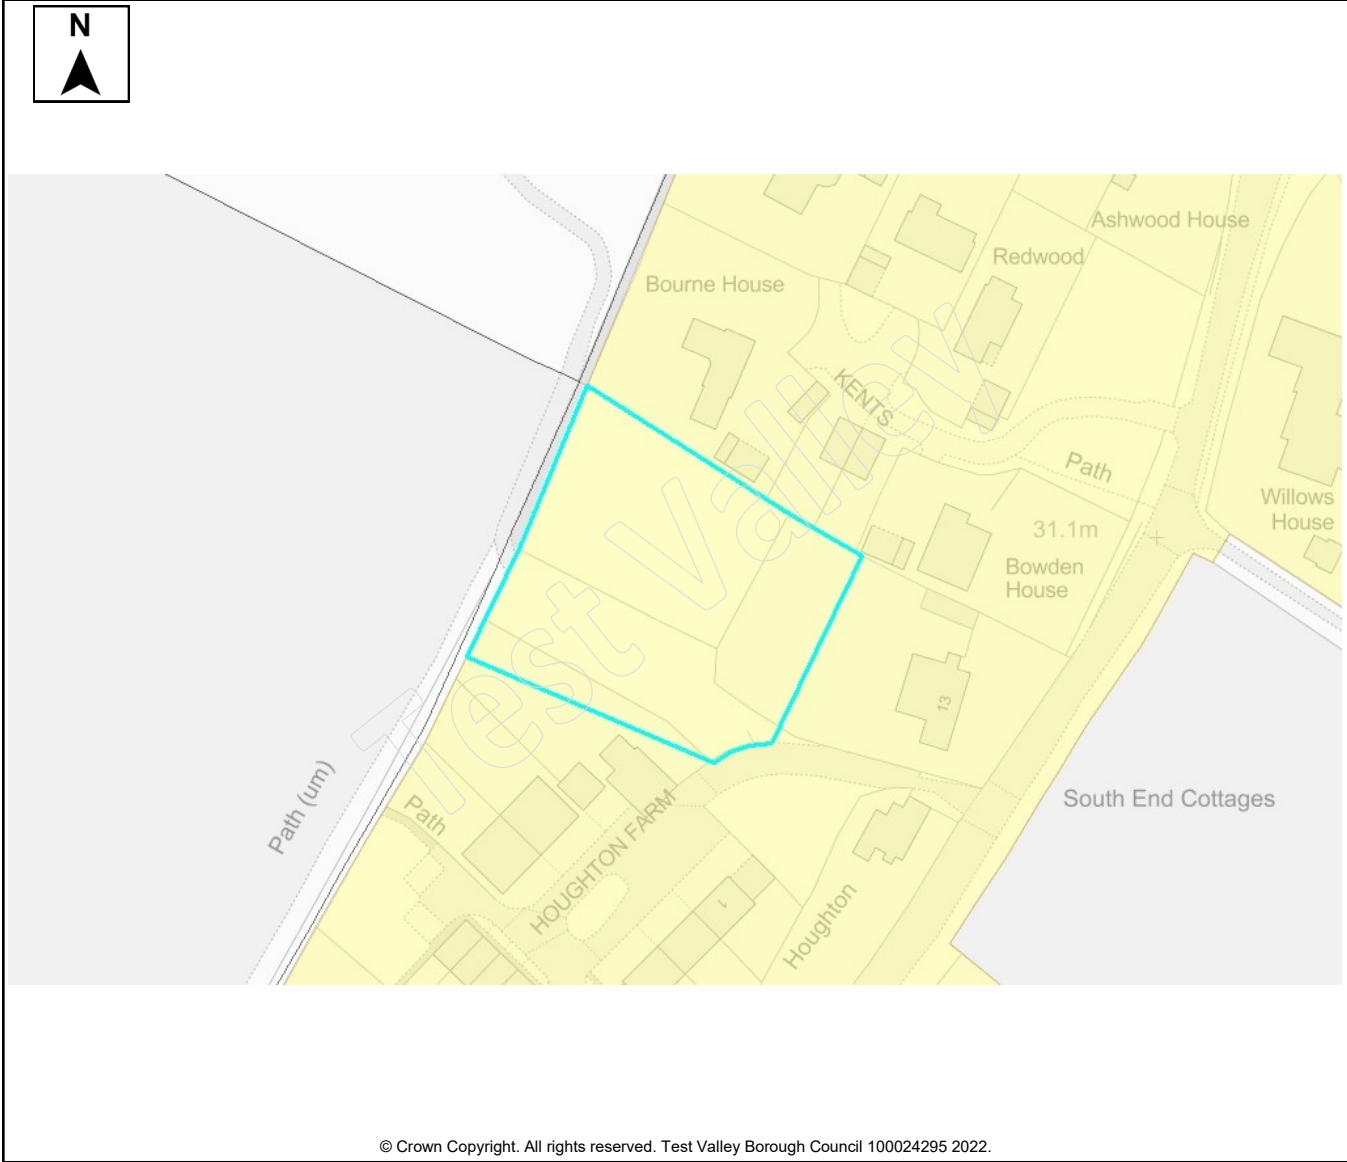 N
Ashwood House
Redwood
Bourne House
KENTS
Path
Willows
House
31.1m
Bowden
House
Test Valley
13
Path (um)
Path
South End Cottages
HOUGHTON FARM
1
Houghton
© Crown Copyright. All rights reserved. Test Valley Borough Council 100024295 2022.